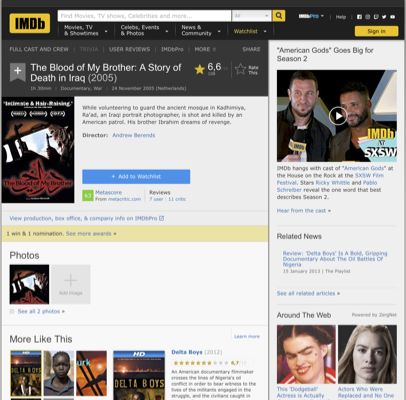 IMDb
Find Movies, TV shows, Celebrities and more...
All
IMDbPro
Help
Movies, TV
& Showtimes
Celebs, Events
& Photos
News &
Community
Watchlist
Sign in
FULL CAST AND CREW | TRIVIA | USER REVIEWS | IMDbPro | MORE
SHARE
The Blood of My Brother: A Story of
Death in Iraq (2005)
6,6
Rate
This
1h 30min | Documentary, War | 24 November 2005 (Netherlands)
"Intimate & Hair-Raising."
The Blood of My Brother
While volunteering to guard the ancient mosque in Kadhimiya,
Ra'ad, an Iraqi portrait photographer, is shot and killed by an
American patrol. His brother Ibrahim dreams of revenge.
Director: Andrew Berends
+ Add to Watchlist
Metascore
From metacritic.com
Reviews
7 user | 11 critic
View production, box office, & company info on IMDbPro
1 win & 1 nomination. See more awards »
Photos
Add Image
See all 2 photos »
More Like This
Learn more
HD
DELTA BOYS
HD
DELTA BOYS
Delta Boys (2012)
An American documentary filmmaker
crosses the lines of Nigeria's oil
conflict in order to bear witness to the
lives of the militants engaged in the
struggle, and the civilians caught in
"American Gods" Goes Big for
Season 2
IMDb
at
SXSW
IMDb hangs with cast of "American Gods" at
the House on the Rock at the SXSW Film
Festival. Stars Ricky Whittle and Pablo
Schreiber reveal the one word that best
describes Season 2.
Hear from the cast »
Related News
Review: 'Delta Boys' Is A Bold, Gripping
Documentary About The Oil Battles Of
Nigeria
15 January 2013 | The Playlist
See all related articles »
Around The Web
Powered by ZergNet
This 'Dodgeball'
Actress is Actually
Actors Who Were
Replaced and No One